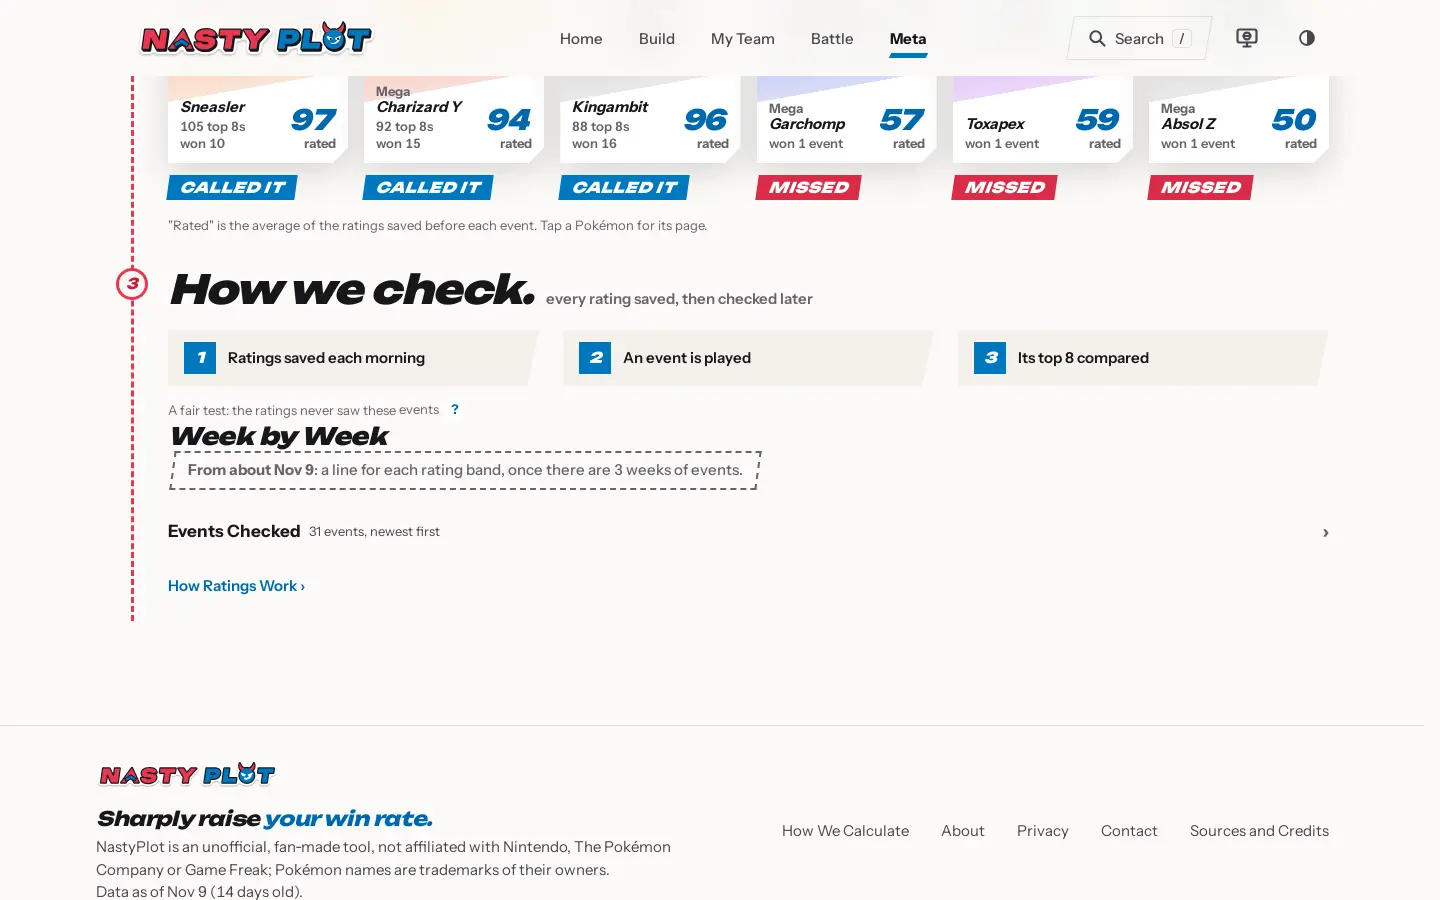 NASTY PLOT
Home
Build
My Team
Battle
Meta
Search /
Sneasler
105 top 8s
won 10
97
rated
Mega
Charizard Y
92 top 8s
won 15
94
rated
Kingambit
88 top 8s
won 16
96
rated
Mega
Garchomp
won 1 event
57
rated
Toxapex
won 1 event
59
rated
Mega
Absol Z
won 1 event
50
rated
CALLED IT
CALLED IT
CALLED IT
MISSED
MISSED
MISSED
"Rated" is the average of the ratings saved before each event. Tap a Pokémon for its page.
3
How we check. every rating saved, then checked later
1 Ratings saved each morning
2 An event is played
3 Its top 8 compared
A fair test: the ratings never saw these events ?
Week by Week
From about Nov 9: a line for each rating band, once there are 3 weeks of events.
Events Checked 31 events, newest first ›
How Ratings Work ›
NASTY PLOT
Sharply raise your win rate.
NastyPlot is an unofficial, fan-made tool, not affiliated with Nintendo, The Pokémon
Company or Game Freak; Pokémon names are trademarks of their owners.
Data as of Nov 9 (14 days old).
How We Calculate
About
Privacy
Contact
Sources and Credits